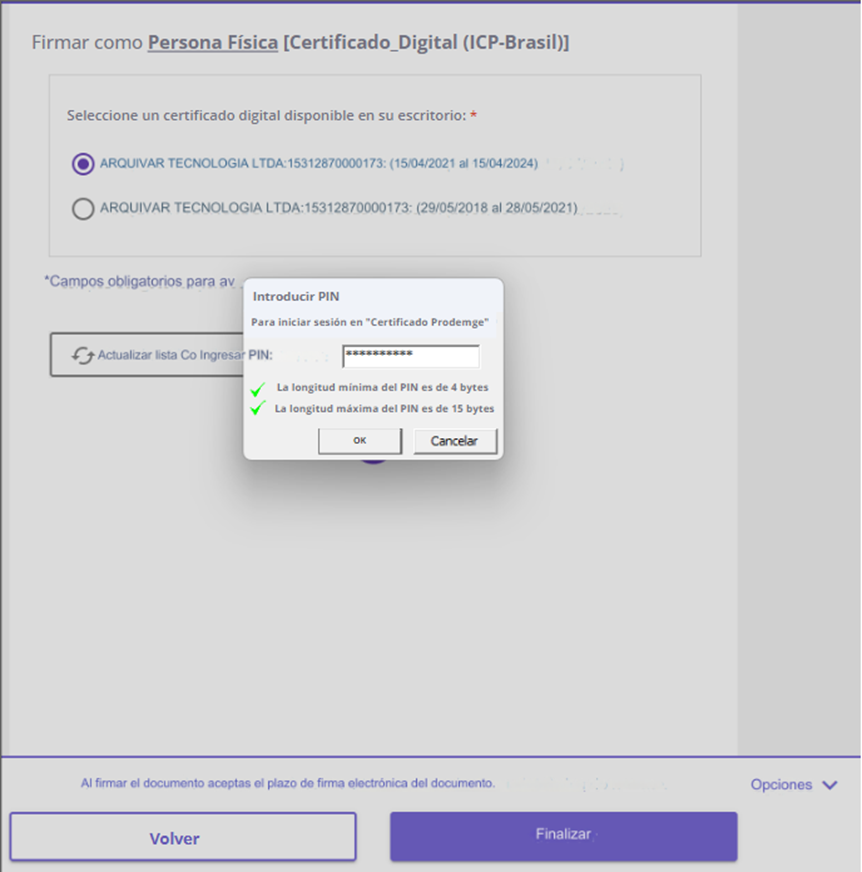 Firmar como Persona Física [Certificado_Digital (ICP-Brasil)]
Seleccione un certificado digital disponible en su escritorio: *
ARQUIVAR TECNOLOGIA LTDA:15312870000173: (15/04/2021 al 15/04/2024)
ARQUIVAR TECNOLOGIA LTDA:15312870000173: (29/05/2018 al 28/05/2021)
*Campos obligatorios para av
Introducir PIN
Para iniciar sesión en "Certificado Prodemge"
Actualizar lista Co Ingresar PIN: **********
La longitud mínima del PIN es de 4 bytes
La longitud máxima del PIN es de 15 bytes
OK Cancelar
Al firmar el documento aceptas el plazo de firma electrónica del documento.
Opciones
Volver Finalizar